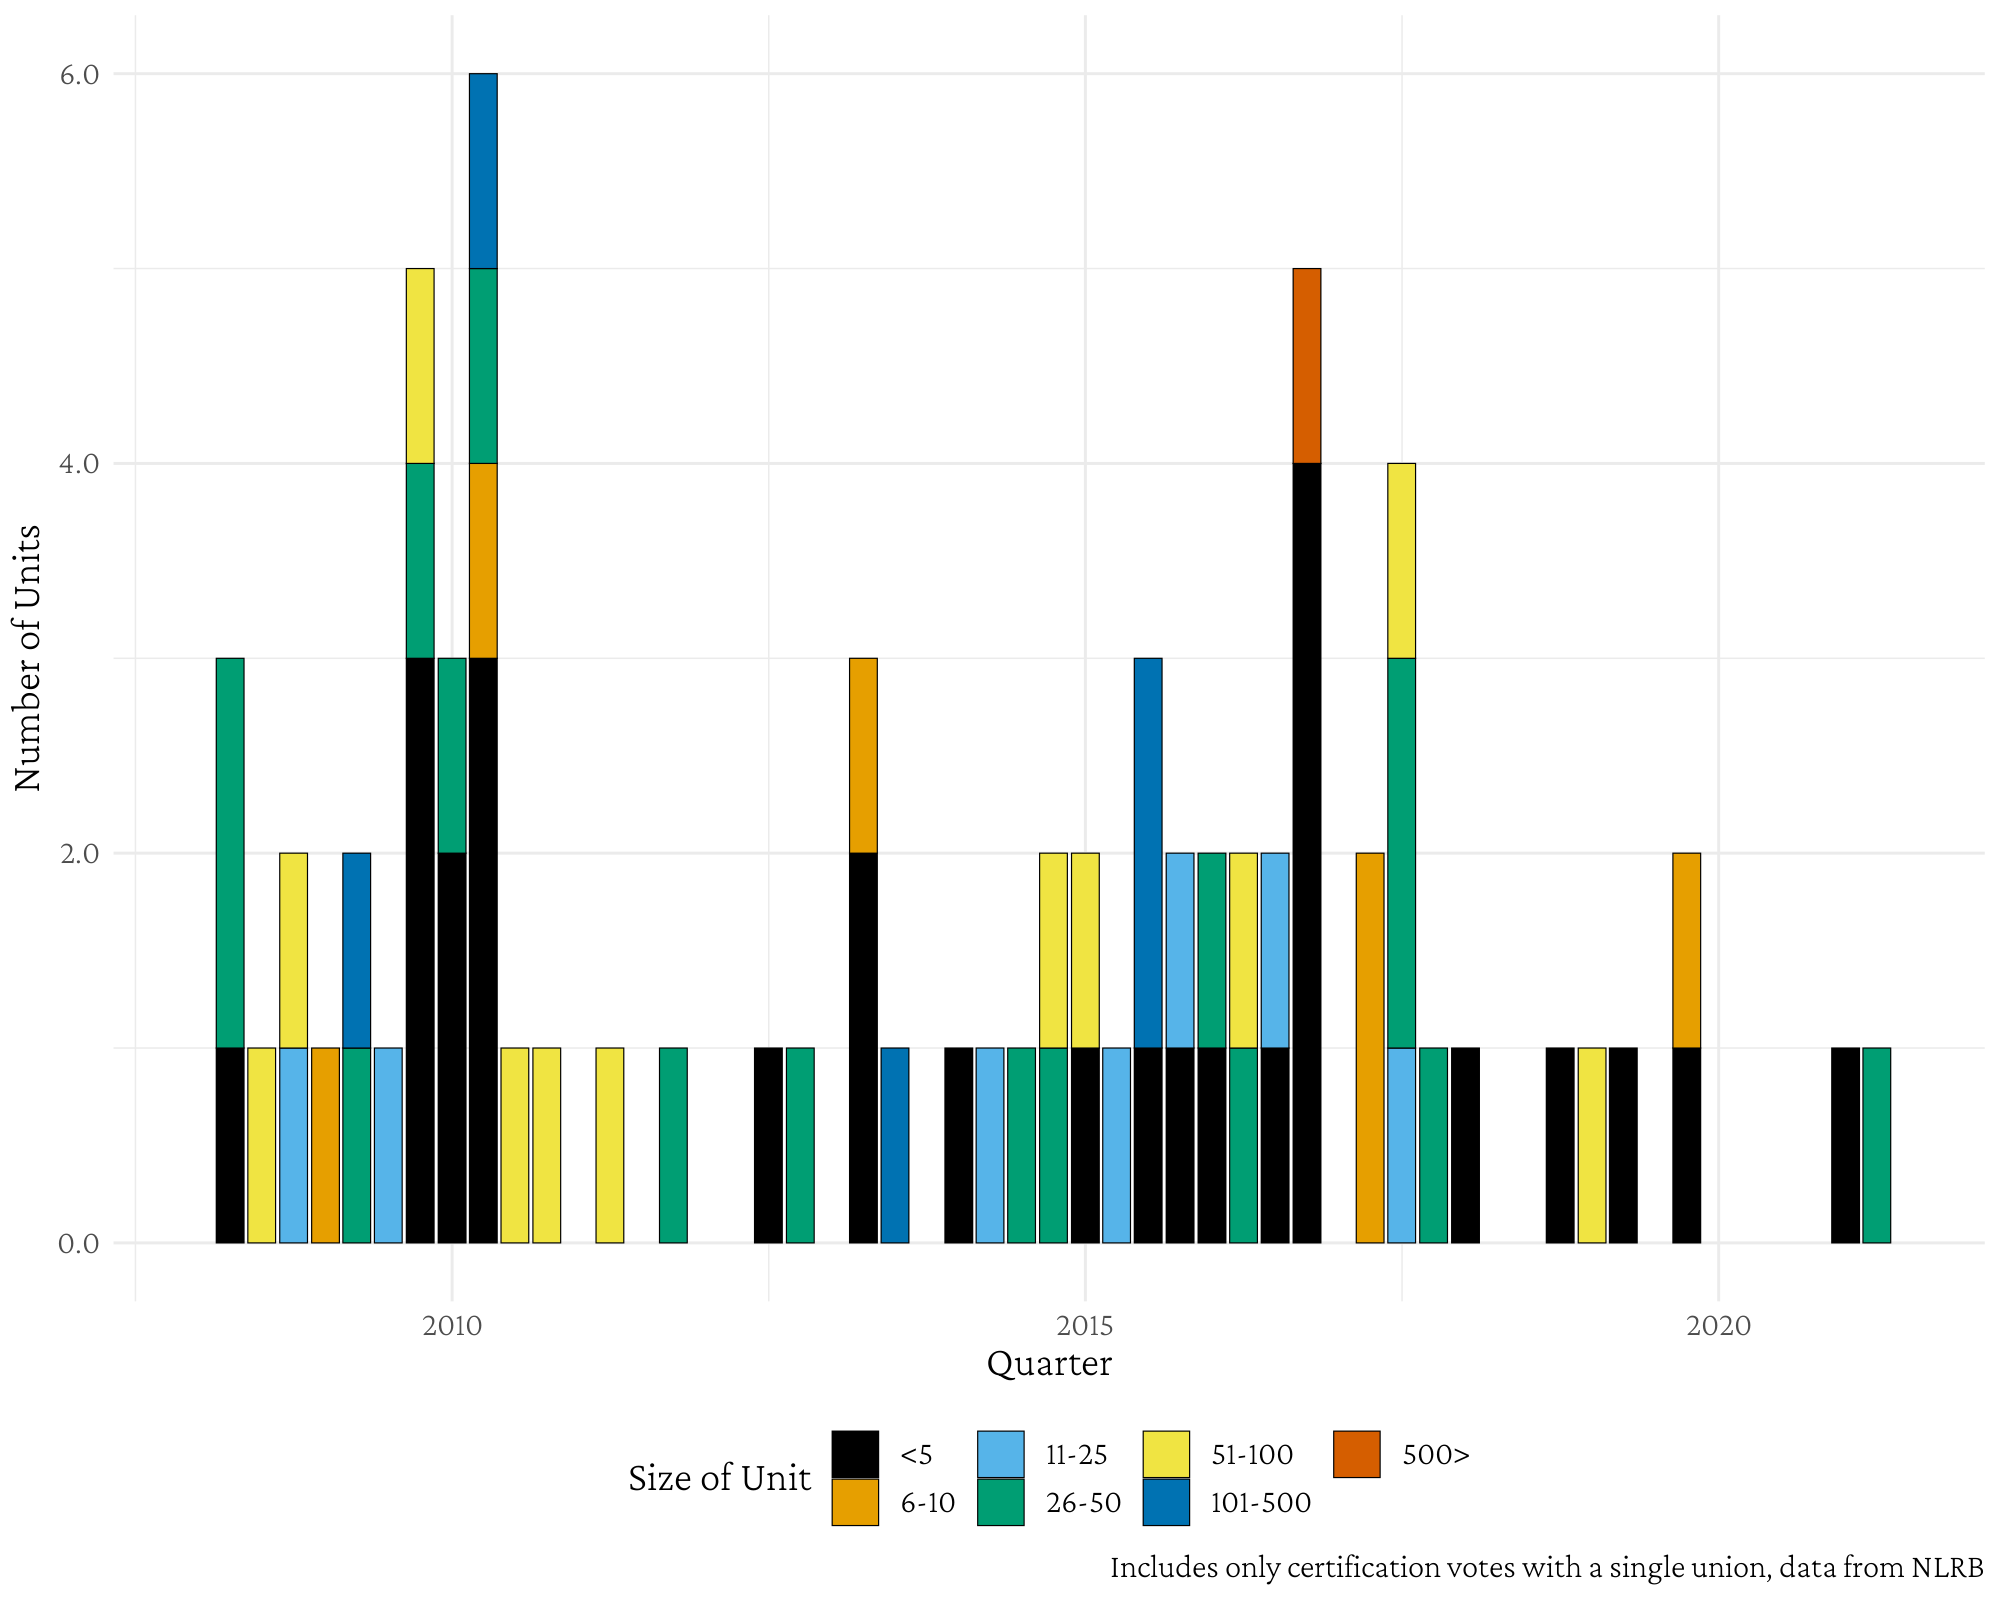 6.0
4.0
2.0
0.0
Number of Units
2010 2015 2020
Quarter
Size of Unit
<5 11-25 51-100 500>
6-10 26-50 101-500
Includes only certification votes with a single union, data from NLRB